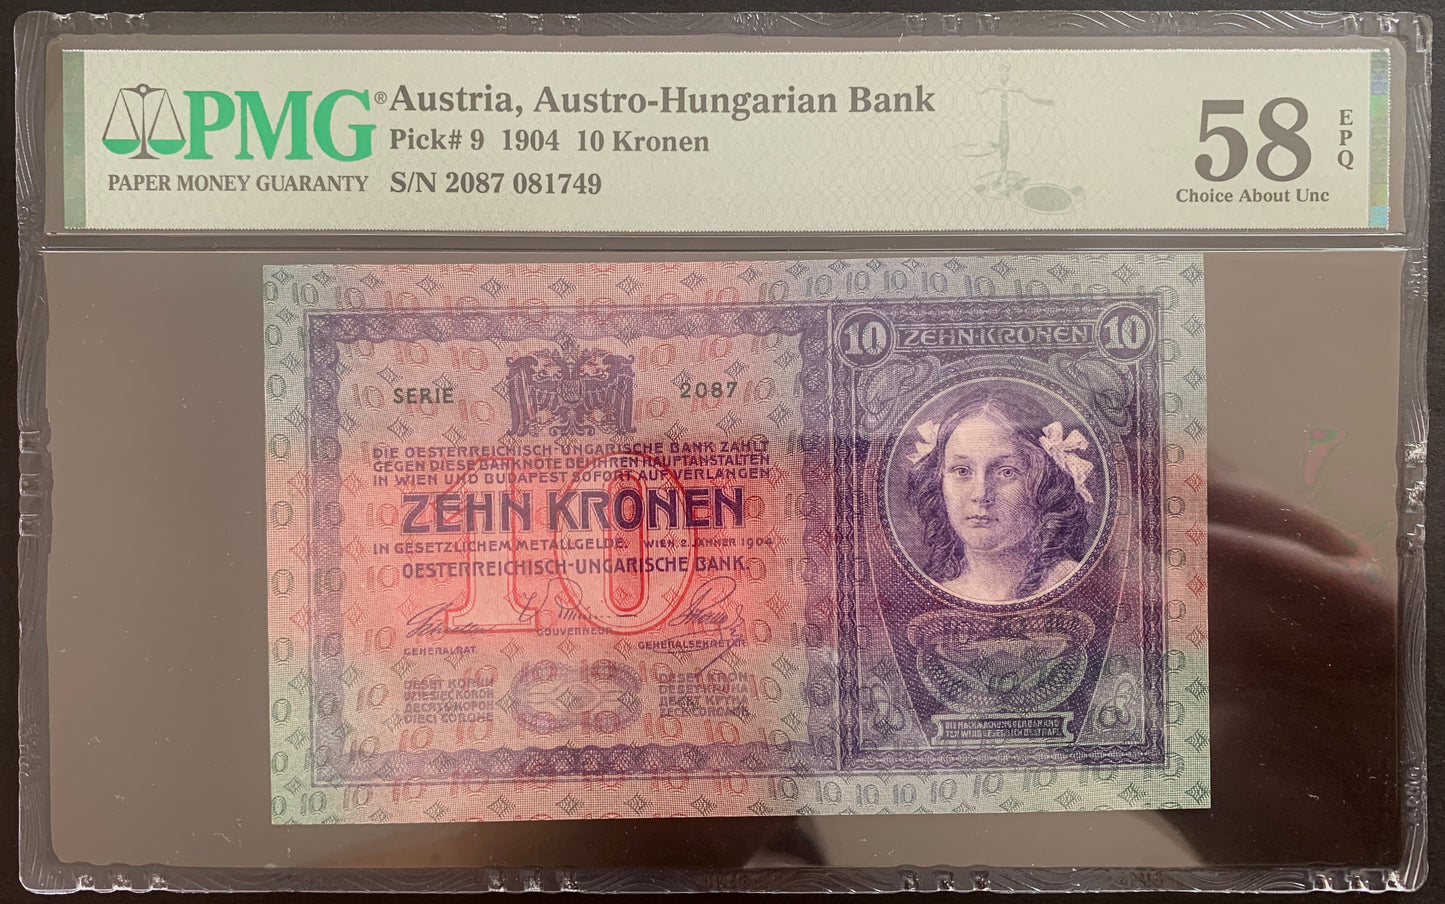 PMG®
PAPER MONEY GUARANTY
Austria, Austro-Hungarian Bank
Pick# 9 1904 10 Kronen
S/N 2087 081749
58
EPQ
Choice About Unc
SERIE 2087
DIE OESTERREICHISCH-UNGARISCHE BANK ZAHLT
GEGEN DIESE BANKNOTE BEI IHREN HAUPTANSTALTEN
IN WIEN UND BUDAPEST SOFORT AUF VERLANGEN
ZEHN KRONEN
IN GESETZLICHEM METALLGELDE. WIEN, 2. JÄNNER 1904
OESTERREICHISCH-UNGARISCHE BANK.
10
GOUVERNEUR
GENERALRAT. GENERALSEKRETÄR
10 ZEHN·KRONEN 10